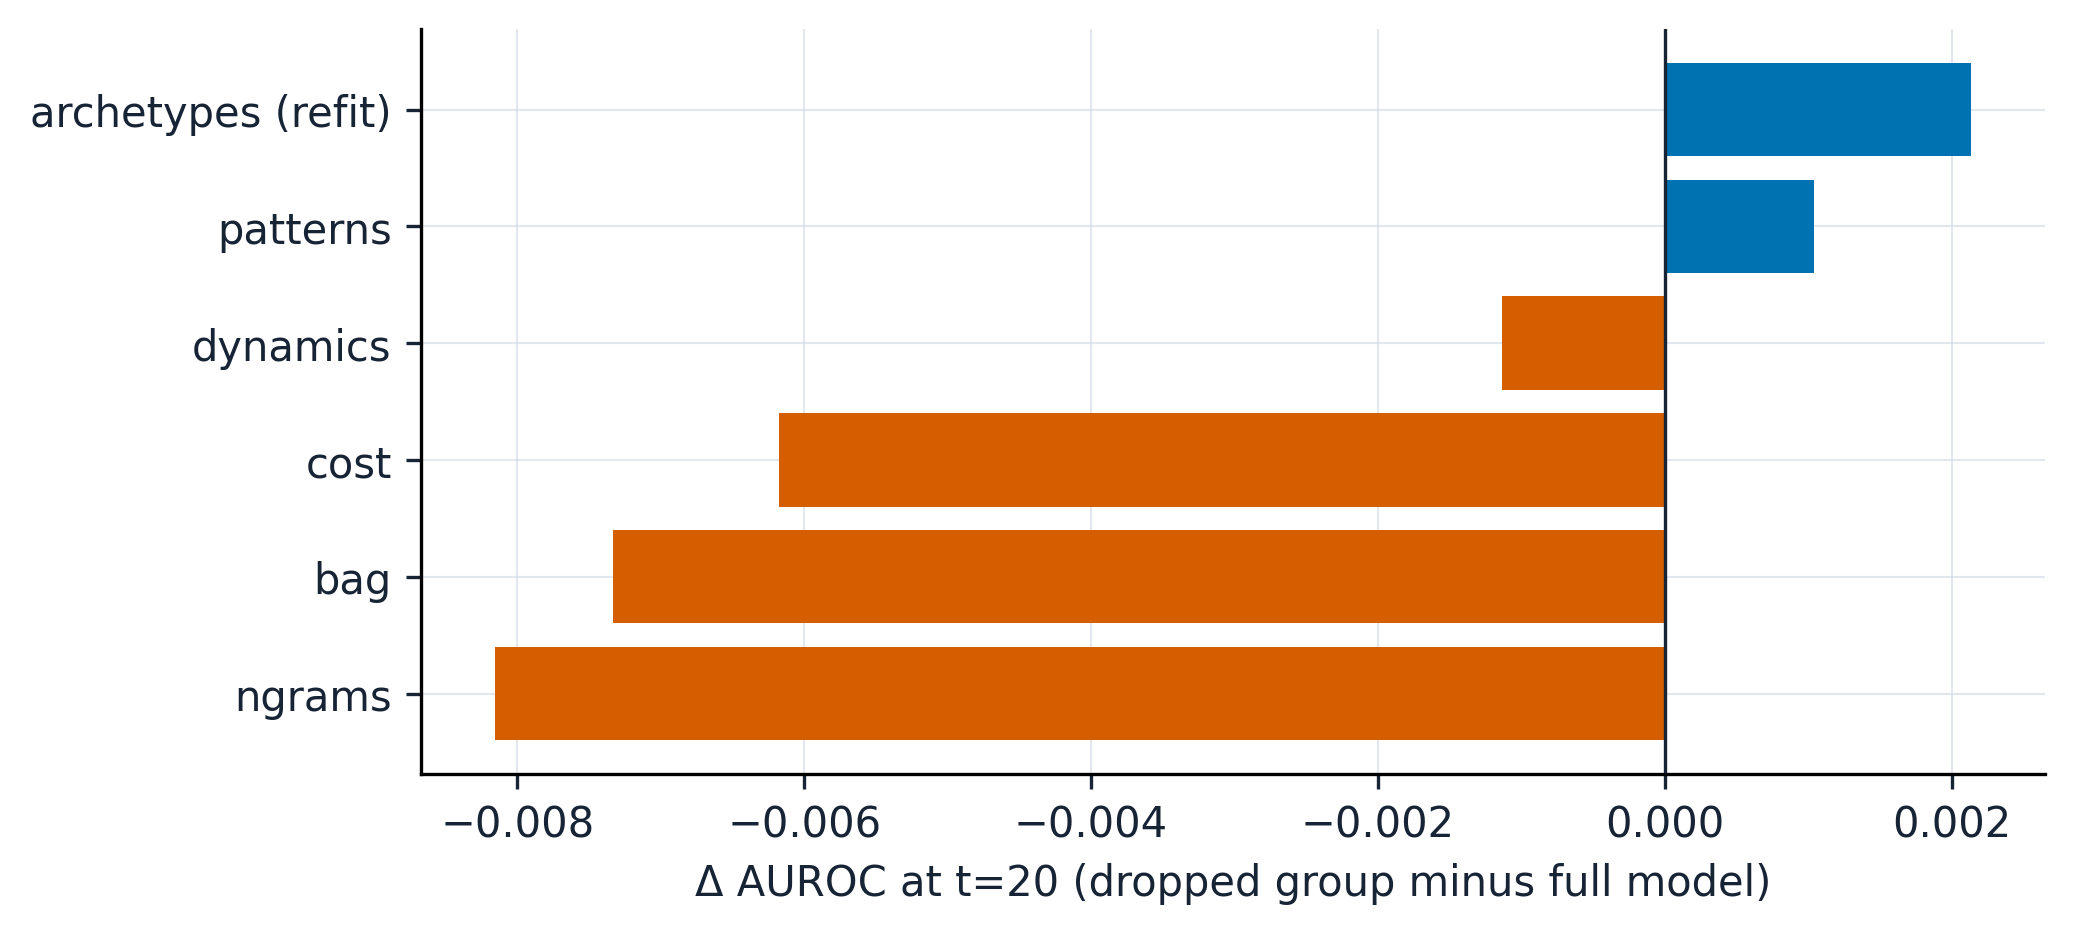 archetypes (refit)
patterns
dynamics
cost
bag
ngrams
−0.008 −0.006 −0.004 −0.002 0.000 0.002
Δ AUROC at t=20 (dropped group minus full model)